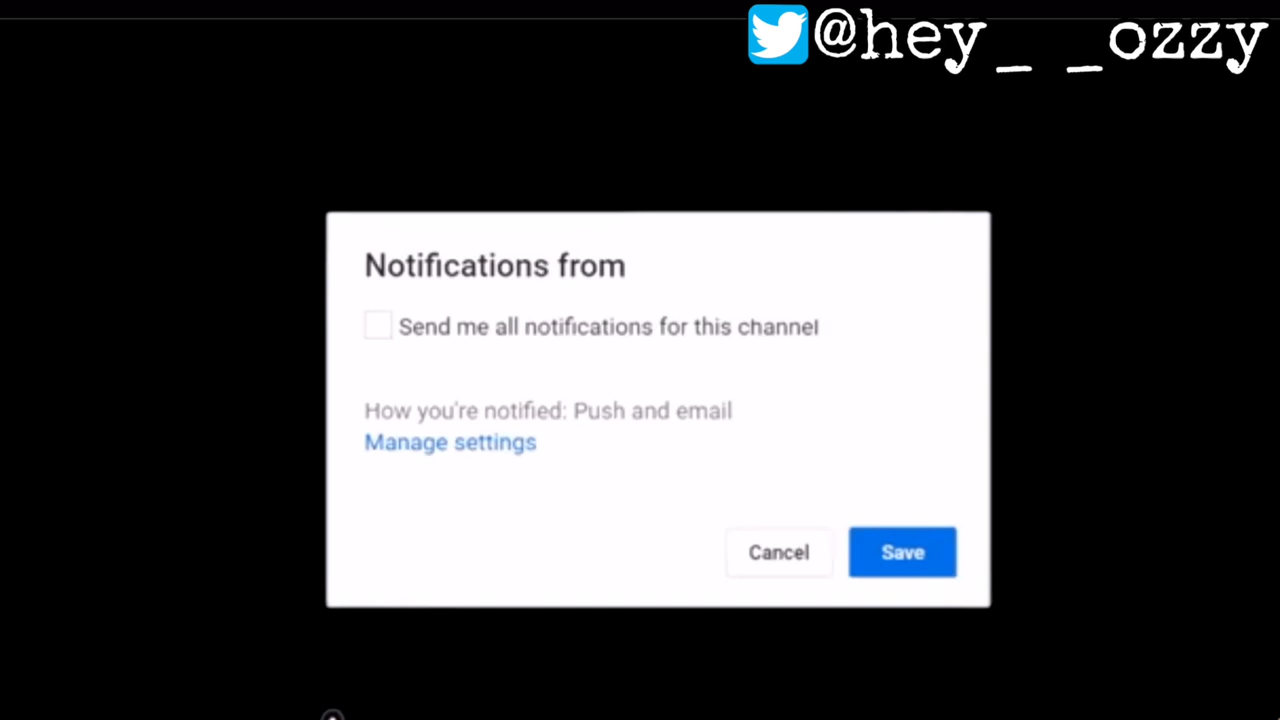 @hey_ _ozzy
Notifications from
Send me all notifications for this channel
How you're notified: Push and email
Manage settings
Cancel
Save